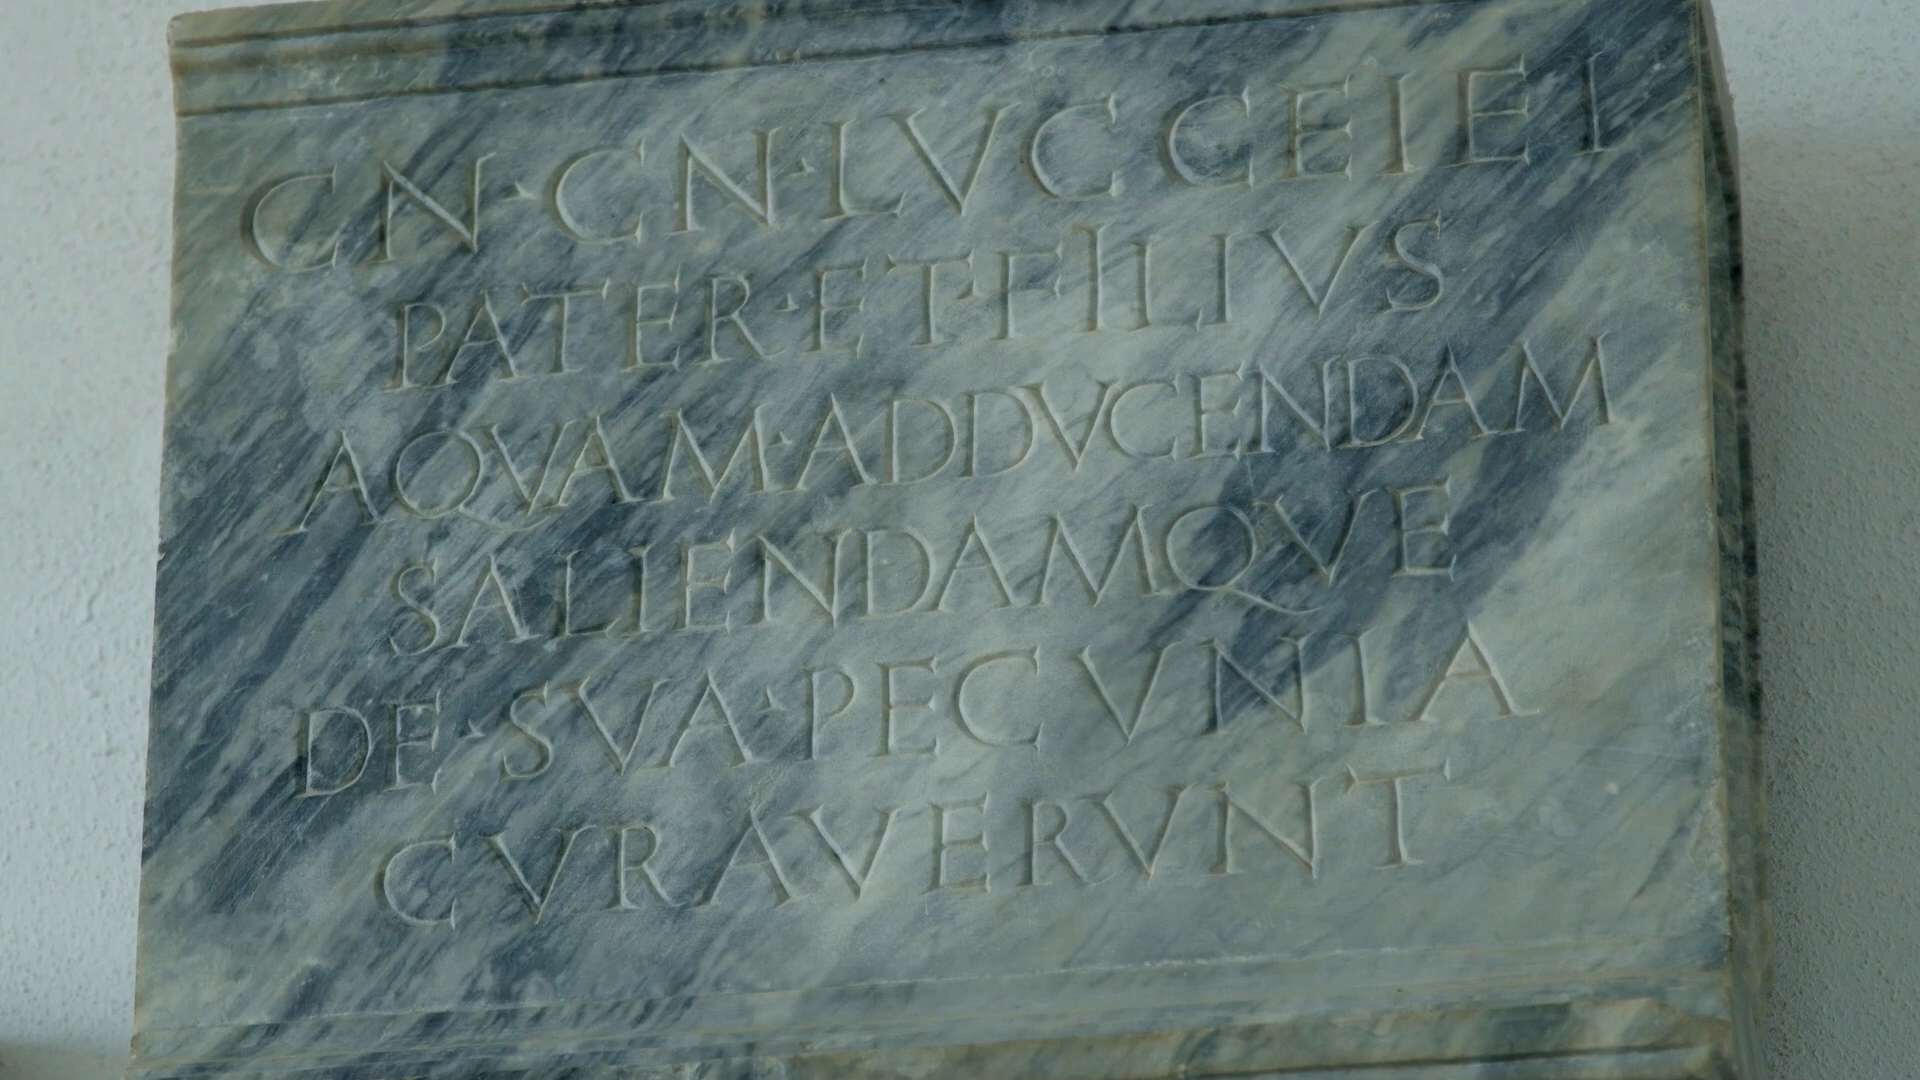 CN·CN·LVCCEIEI
PATER·ET·FILIVS
AQVAM·ADDVCENDAM
SALIENDAMQVE
DE·SVA·PECVNIA
CVRAVERVNT